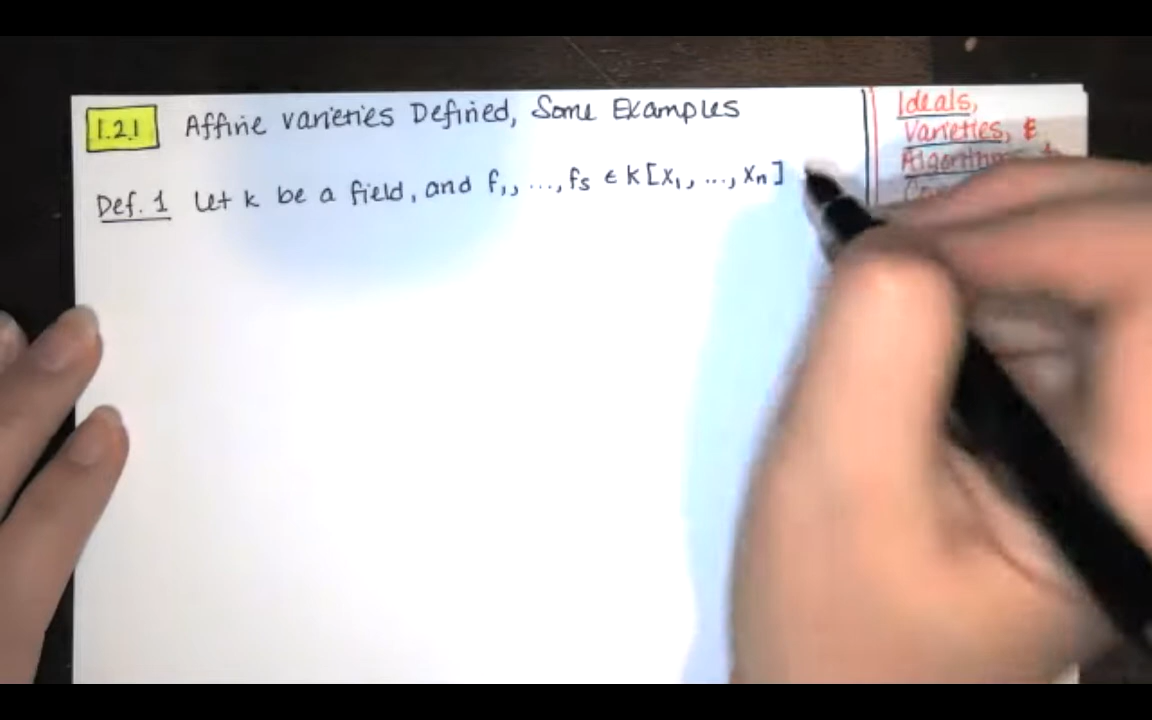 1.2.1 Affine Varieties Defined, Some Examples
Def. 1 Let k be a field, and f₁, ..., fs ∈ k[x₁, ..., xn]
Ideals,
Varieties, &